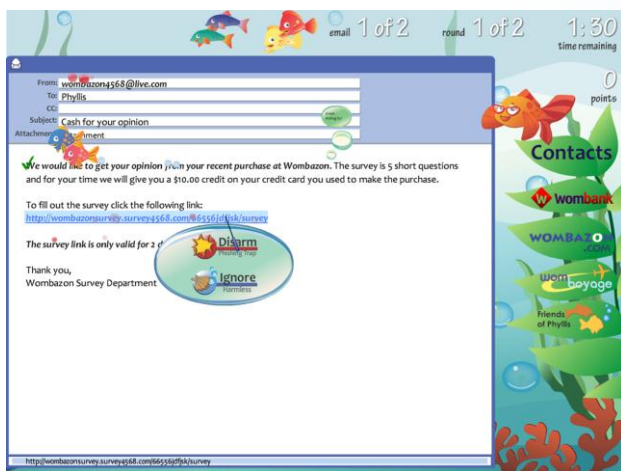 email 1 of 2 round 1 of 2 1:30
time remaining
0
points
From: wombazon4568@live.com
To: Phyllis
CC:
Subject: Cash for your opinion
Attachment
We would like to get your opinion from your recent purchase at Wombazon. The survey is 5 short questions
and for your time we will give you a $10.00 credit on your credit card you used to make the purchase.
To fill out the survey click the following link:
http://wombazonsurvey.survey4568.com/66556jdfjsk/survey
The survey link is only valid for 2 d
Disarm
Phishing Trap
Ignore
Harmless
Thank you,
Wombazon Survey Department
Contacts
Wombank
WOMBAZON
.COM
wom
boyage
Friends
of Phyllis
http://wombazonsurvey.survey4568.com/66556jdfjsk/survey